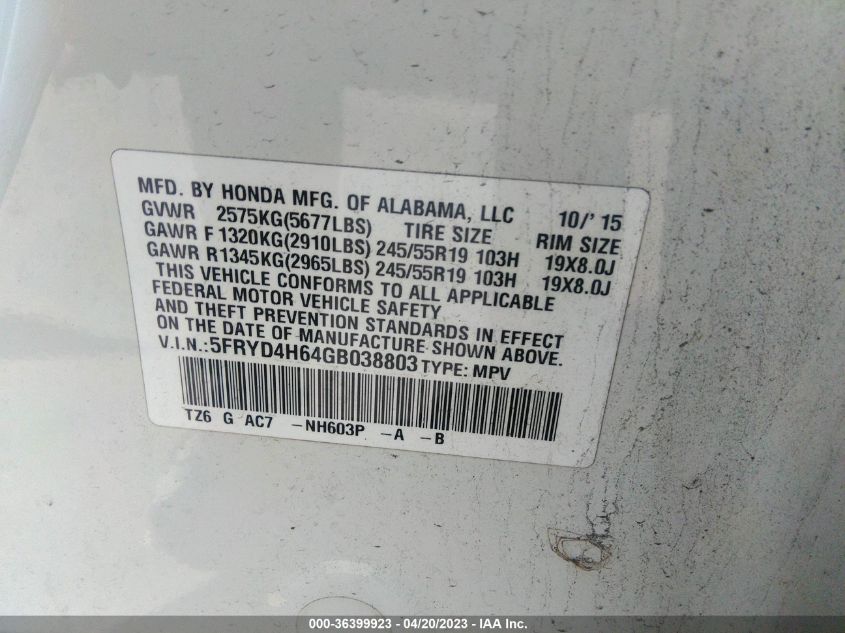 MFD. BY HONDA MFG. OF ALABAMA, LLC 10/'15
GVWR 2575KG(5677LBS) TIRE SIZE RIM SIZE
GAWR F 1320KG(2910LBS) 245/55R19 103H 19X8.0J
GAWR R 1345KG(2965LBS) 245/55R19 103H 19X8.0J
THIS VEHICLE CONFORMS TO ALL APPLICABLE
FEDERAL MOTOR VEHICLE SAFETY
AND THEFT PREVENTION STANDARDS IN EFFECT
ON THE DATE OF MANUFACTURE SHOWN ABOVE.
V.I.N.:5FRYD4H64GB038803 TYPE: MPV
TZ6 G AC7 -NH603P -A -B
000-36399923 - 04/20/2023 - IAA Inc.